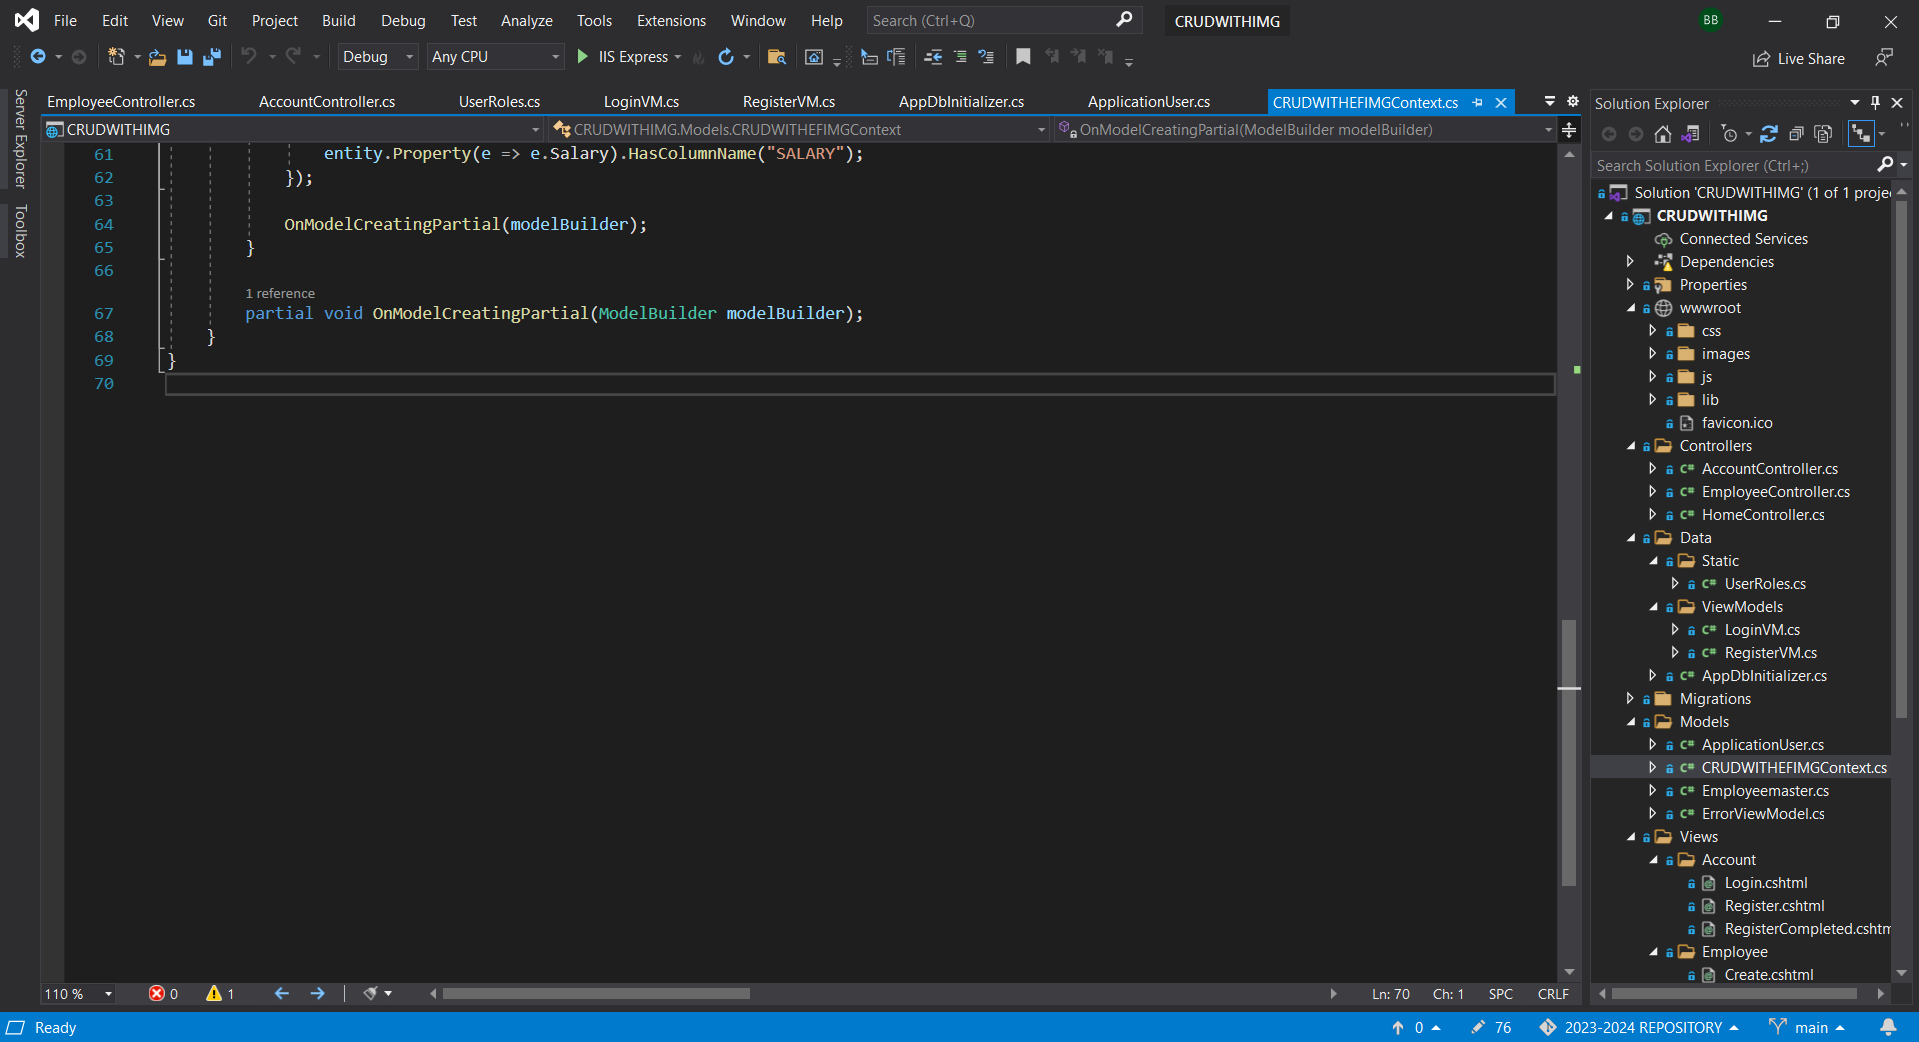 File Edit View Git Project Build Debug Test Analyze Tools Extensions Window Help Search (Ctrl+Q) CRUDWITHIMG BB
Debug Any CPU IIS Express Live Share
Server Explorer
Toolbox
EmployeeController.cs AccountController.cs UserRoles.cs LoginVM.cs RegisterVM.cs AppDbInitializer.cs ApplicationUser.cs CRUDWITHEFIMGContext.cs
CRUDWITHIMG CRUDWITHIMG.Models.CRUDWITHEFIMGContext OnModelCreatingPartial(ModelBuilder modelBuilder)
61 entity.Property(e => e.Salary).HasColumnName("SALARY");
62 });
63
64 OnModelCreatingPartial(modelBuilder);
65 }
66
1 reference
67 partial void OnModelCreatingPartial(ModelBuilder modelBuilder);
68 }
69 }
70
110 % 0 1 Ln: 70 Ch: 1 SPC CRLF
Solution Explorer
Search Solution Explorer (Ctrl+;)
Solution 'CRUDWITHIMG' (1 of 1 proje
CRUDWITHIMG
Connected Services
Dependencies
Properties
wwwroot
css
images
js
lib
favicon.ico
Controllers
C# AccountController.cs
C# EmployeeController.cs
C# HomeController.cs
Data
Static
C# UserRoles.cs
ViewModels
C# LoginVM.cs
C# RegisterVM.cs
C# AppDbInitializer.cs
Migrations
Models
C# ApplicationUser.cs
C# CRUDWITHEFIMGContext.cs
C# Employeemaster.cs
C# ErrorViewModel.cs
Views
Account
Login.cshtml
Register.cshtml
RegisterCompleted.cshtm
Employee
Create.cshtml
Ready 0 76 2023-2024 REPOSITORY main